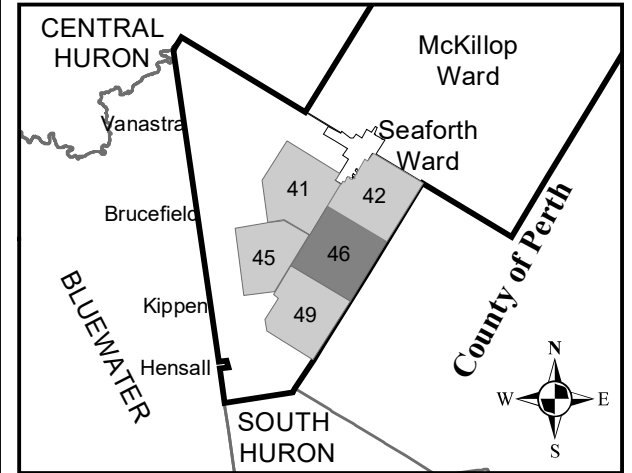 CENTRAL
HURON
McKillop
Ward
Vanastra
Seaforth
Ward
41
42
Brucefield
45
46
County of Perth
BLUEWATER
Kippen
49
Hensall
SOUTH
HURON
N
W
E
S